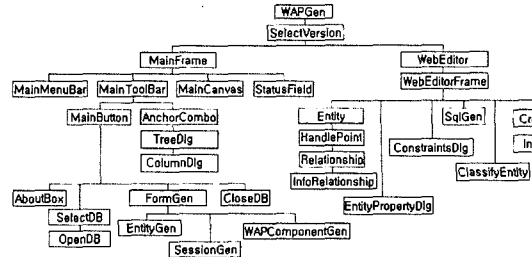 WAPGen
SelectVersion
MainFrame
WebEditor
MainMenuBar
MainToolBar
MainCanvas
StatusField
WebEditorFrame
MainButton
AnchorCombo
Entity
SqlGen
TreeDlg
HandlePoint
ColumnDlg
Relationship
ConstraintsDlg
InfoRelationship
ClassifyEntity
AboutBox
FormGen
CloseDB
SelectDB
EntityPropertyDlg
EntityGen
WAPComponentGen
OpenDB
SessionGen